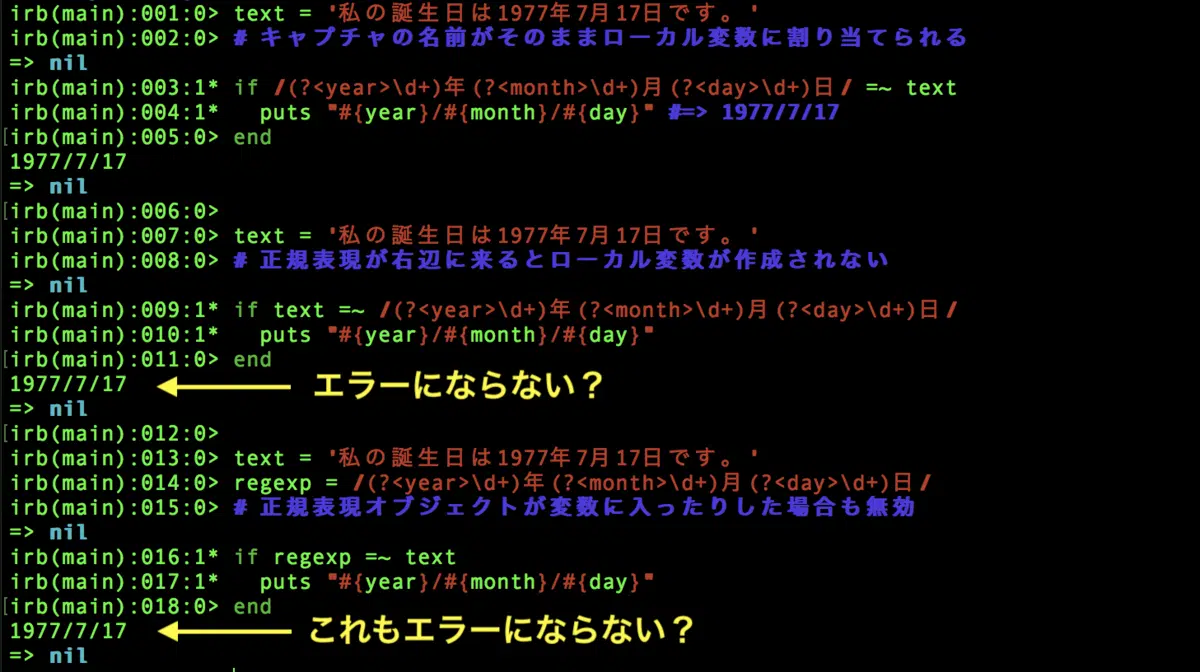 irb(main):001:0> text = '私の誕生日は1977年7月17日です。'
irb(main):002:0> # キャプチャの名前がそのままローカル変数に割り当てられる
=> nil
irb(main):003:1* if /(?<year>\d+)年(?<month>\d+)月(?<day>\d+)日/ =~ text
irb(main):004:1*   puts "#{year}/#{month}/#{day}" #=> 1977/7/17
[irb(main):005:0> end
1977/7/17
=> nil
[irb(main):006:0>
irb(main):007:0> text = '私の誕生日は1977年7月17日です。'
irb(main):008:0> # 正規表現が右辺に来るとローカル変数が作成されない
=> nil
irb(main):009:1* if text =~ /(?<year>\d+)年(?<month>\d+)月(?<day>\d+)日/
irb(main):010:1*   puts "#{year}/#{month}/#{day}"
[irb(main):011:0> end
1977/7/17 エラーにならない？
=> nil
[irb(main):012:0>
irb(main):013:0> text = '私の誕生日は1977年7月17日です。'
irb(main):014:0> regexp = /(?<year>\d+)年(?<month>\d+)月(?<day>\d+)日/
irb(main):015:0> # 正規表現オブジェクトが変数に入ったりした場合も無効
=> nil
irb(main):016:1* if regexp =~ text
irb(main):017:1*   puts "#{year}/#{month}/#{day}"
[irb(main):018:0> end
1977/7/17 これもエラーにならない？
=> nil